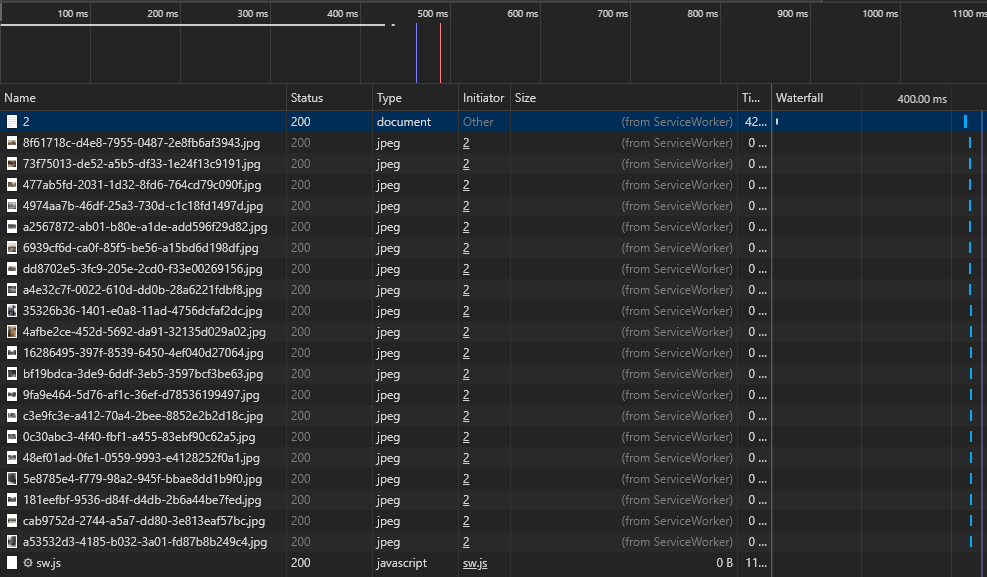 100 ms 200 ms 300 ms 400 ms 500 ms 600 ms 700 ms 800 ms 900 ms 1000 ms 1100 ms
Name Status Type Initiator Size Ti... Waterfall 400.00 ms
2 200 document Other (from ServiceWorker) 42...
8f61718c-d4e8-7955-0487-2e8fb6af3943.jpg 200 jpeg 2 (from ServiceWorker) 0 ...
73f75013-de52-a5b5-df33-1e24f13c9191.jpg 200 jpeg 2 (from ServiceWorker) 0 ...
477ab5fd-2031-1d32-8fd6-764cd79c090f.jpg 200 jpeg 2 (from ServiceWorker) 0 ...
4974aa7b-46df-25a3-730d-c1c18fd1497d.jpg 200 jpeg 2 (from ServiceWorker) 0 ...
a2567872-ab01-b80e-a1de-add596f29d82.jpg 200 jpeg 2 (from ServiceWorker) 0 ...
6939cf6d-ca0f-85f5-be56-a15bd6d198df.jpg 200 jpeg 2 (from ServiceWorker) 0 ...
dd8702e5-3fc9-205e-2cd0-f33e00269156.jpg 200 jpeg 2 (from ServiceWorker) 0 ...
a4e32c7f-0022-610d-dd0b-28a6221fdbf8.jpg 200 jpeg 2 (from ServiceWorker) 0 ...
35326b36-1401-e0a8-11ad-4756dcfaf2dc.jpg 200 jpeg 2 (from ServiceWorker) 0 ...
4afbe2ce-452d-5692-da91-32135d029a02.jpg 200 jpeg 2 (from ServiceWorker) 0 ...
16286495-397f-8539-6450-4ef040d27064.jpg 200 jpeg 2 (from ServiceWorker) 0 ...
bf19bdca-3de9-6ddf-3eb5-3597bcf3be63.jpg 200 jpeg 2 (from ServiceWorker) 0 ...
9fa9e464-5d76-af1c-36ef-d78536199497.jpg 200 jpeg 2 (from ServiceWorker) 0 ...
c3e9fc3e-a412-70a4-2bee-8852e2b2d18c.jpg 200 jpeg 2 (from ServiceWorker) 0 ...
0c30abc3-4f40-fbf1-a455-83ebf90c62a5.jpg 200 jpeg 2 (from ServiceWorker) 0 ...
48ef01ad-0fe1-0559-9993-e4128252f0a1.jpg 200 jpeg 2 (from ServiceWorker) 0 ...
5e8785e4-f779-98a2-945f-bbae8dd1b9f0.jpg 200 jpeg 2 (from ServiceWorker) 0 ...
181eefbf-9536-d84f-d4db-2b6a44be7fed.jpg 200 jpeg 2 (from ServiceWorker) 0 ...
cab9752d-2744-a5a7-dd80-3e813eaf57bc.jpg 200 jpeg 2 (from ServiceWorker) 0 ...
a53532d3-4185-b032-3a01-fd87b8b249c4.jpg 200 jpeg 2 (from ServiceWorker) 0 ...
sw.js 200 javascript sw.js 0 B 11...